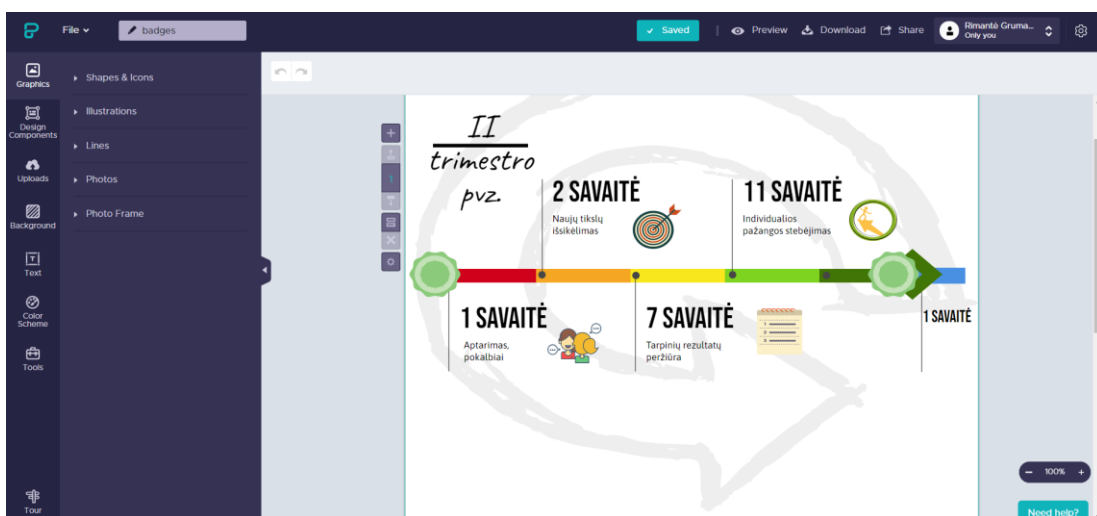 File
badges
Saved
Preview
Download
Share
Rimantė Gruma...
Only you
Graphics
Design
Components
Uploads
Background
Text
Color
Scheme
Tools
Tour
Shapes & Icons
Illustrations
Lines
Photos
Photo Frame
1
II
trimestro
pvz.
2 SAVAITĖ
Naujų tikslų
išsikėlimas
11 SAVAITĖ
Individualios
pažangos stebėjimas
1 SAVAITĖ
Aptarimas,
pokalbiai
7 SAVAITĖ
Tarpinių rezultatų
peržiūra
1 SAVAITĖ
- 100% +
Need help?